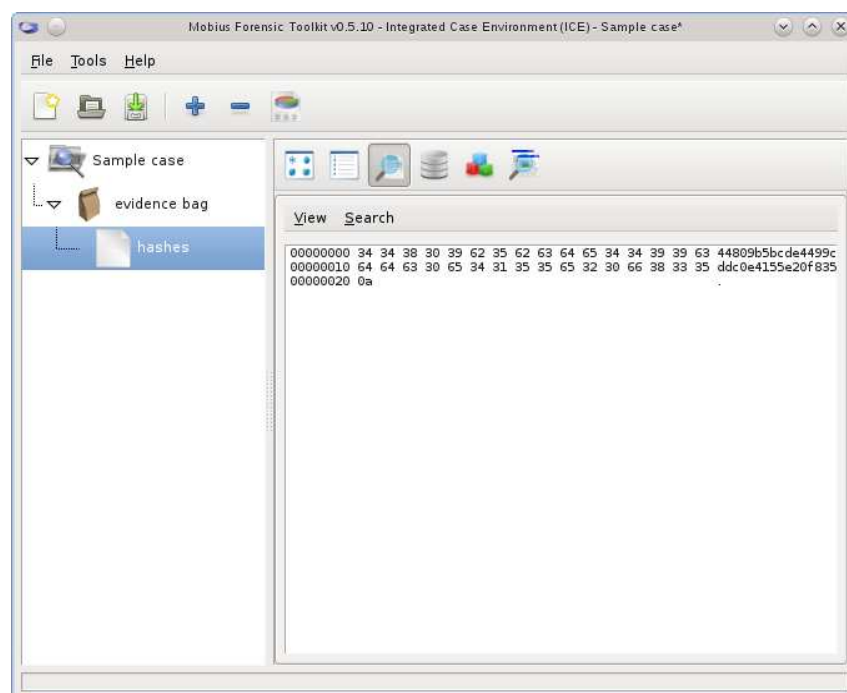 Mobius Forensic Toolkit v0.5.10 - Integrated Case Environment (ICE) - Sample case*
File Tools Help
Sample case
evidence bag
hashes
View Search
00000000 34 34 38 30 39 62 35 62 63 64 65 34 34 39 39 63 44809b5bcde4499c
00000010 64 64 63 30 65 34 31 35 35 65 32 30 66 38 33 35 ddc0e4155e20f835
00000020 0a .